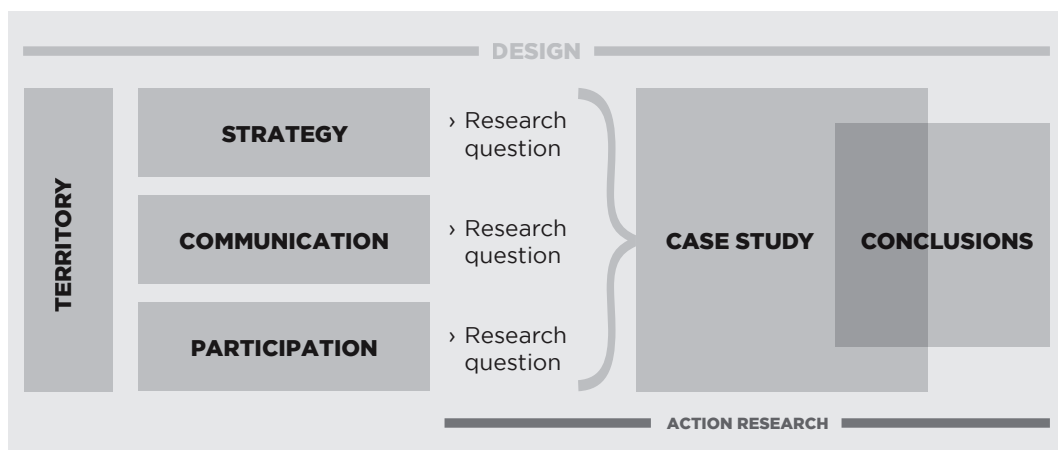 DESIGN
TERRITORY
STRATEGY
› Research
question
COMMUNICATION
› Research
question
PARTICIPATION
› Research
question
CASE STUDY
CONCLUSIONS
ACTION RESEARCH